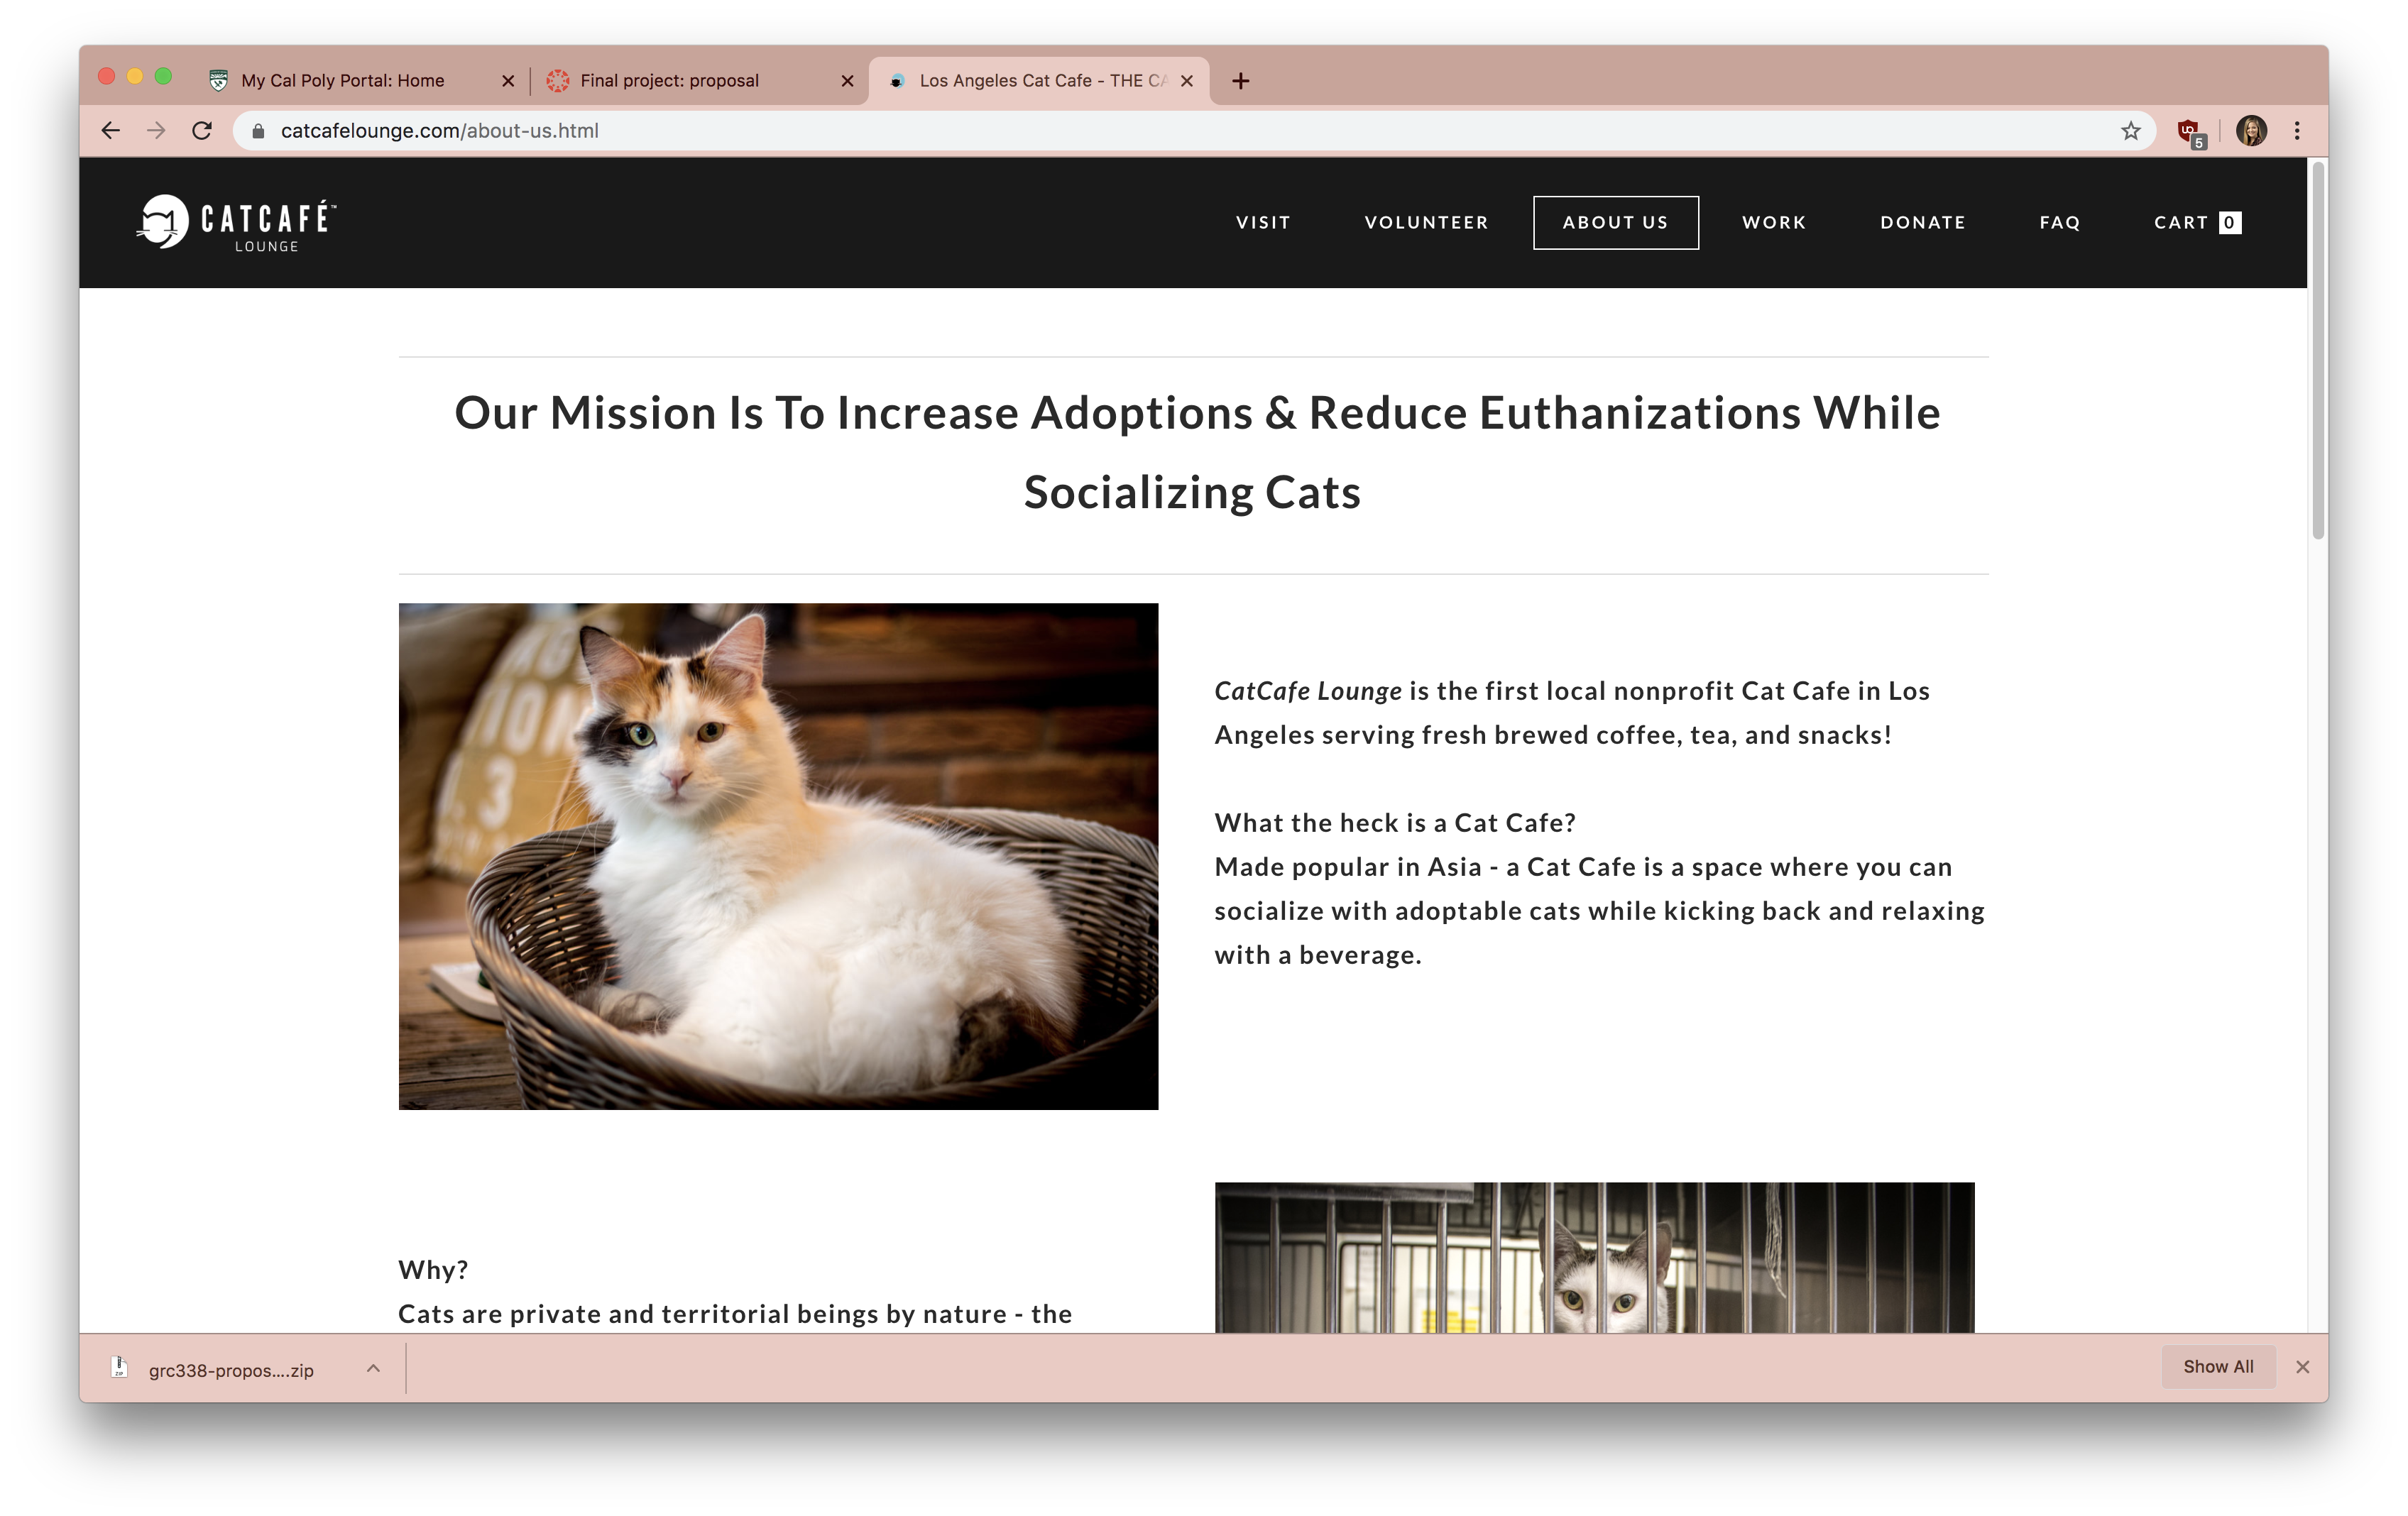 My Cal Poly Portal: Home
Final project: proposal
Los Angeles Cat Cafe - THE CA
catcafelounge.com/about-us.html
5
CATCAFÉ™
LOUNGE
VISIT
VOLUNTEER
ABOUT US
WORK
DONATE
FAQ
CART 0
Our Mission Is To Increase Adoptions & Reduce Euthanizations While
Socializing Cats
3
CatCafe Lounge is the first local nonprofit Cat Cafe in Los
Angeles serving fresh brewed coffee, tea, and snacks!
What the heck is a Cat Cafe?
Made popular in Asia - a Cat Cafe is a space where you can
socialize with adoptable cats while kicking back and relaxing
with a beverage.
Why?
Cats are private and territorial beings by nature - the
ZIP
grc338-propos....zip
Show All